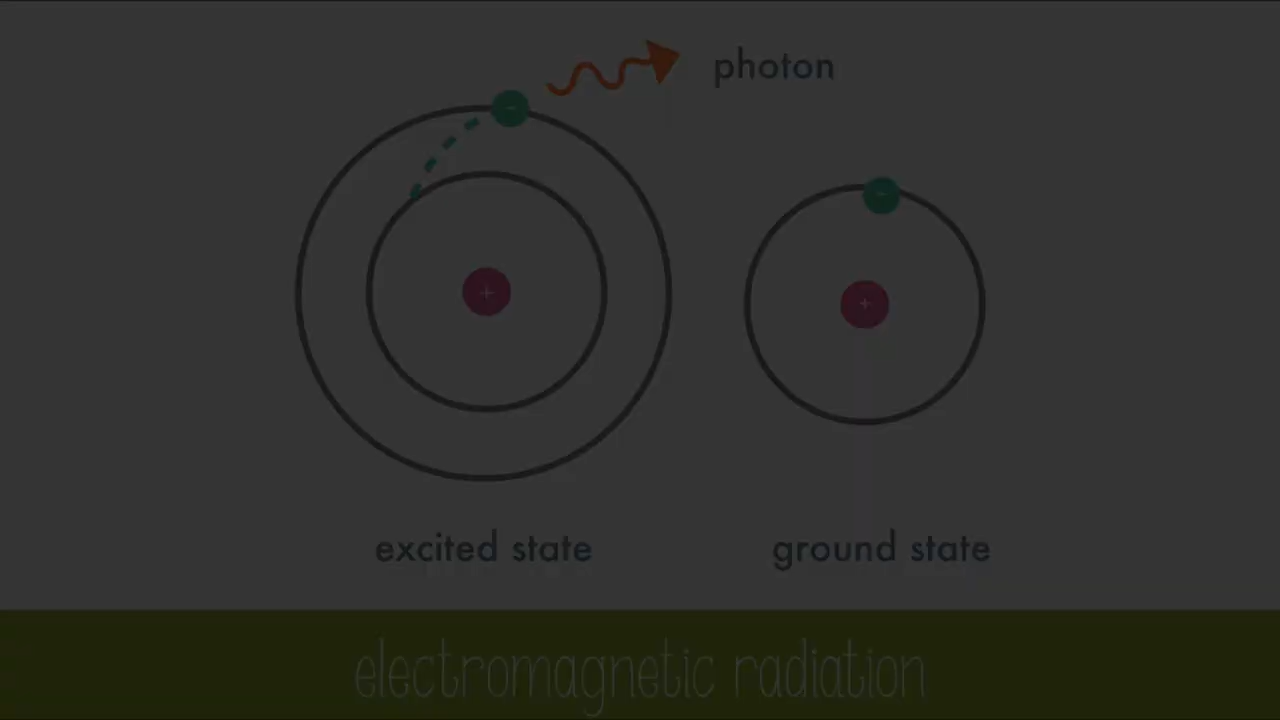 photon
−
−
+
+
excited state
ground state
electromagnetic radiation